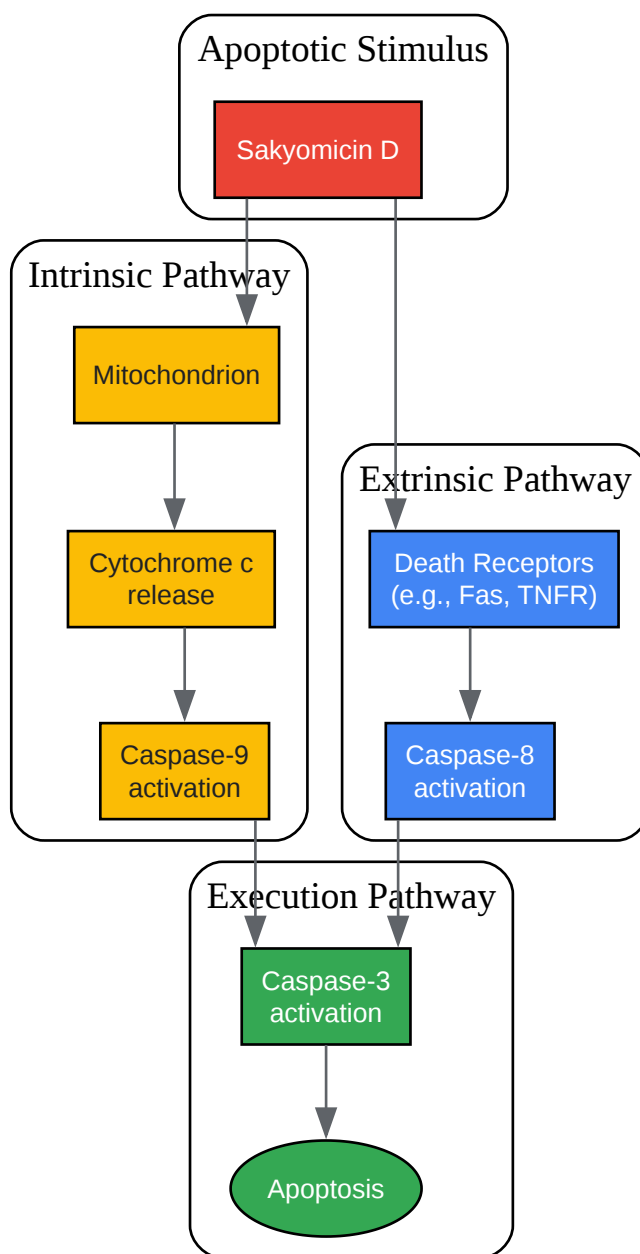 Apoptotic Stimulus
Sakyomicin D
Intrinsic Pathway
Mitochondrion
Cytochrome c
release
Caspase-9
activation
Extrinsic Pathway
Death Receptors
(e.g., Fas, TNFR)
Caspase-8
activation
Execution Pathway
Caspase-3
activation
Apoptosis